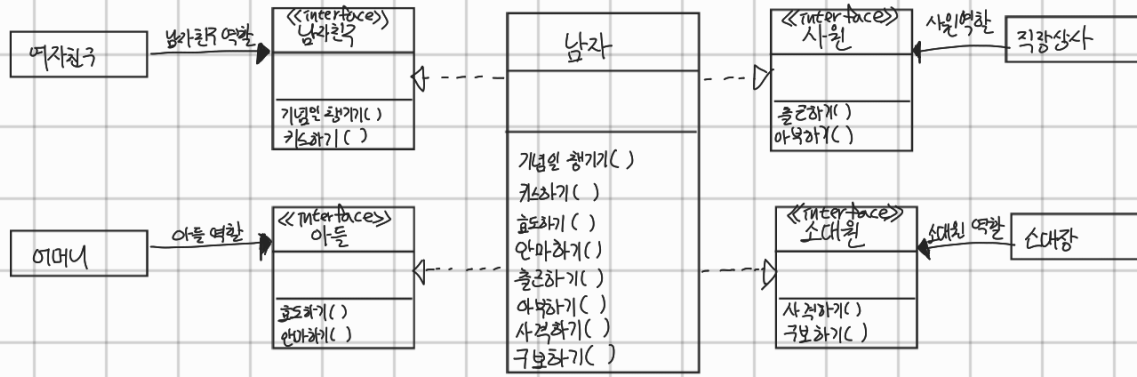 여자친구
남자친구 역할
《interface》
남자친구
기념일 챙기기( )
키스하기( )
어머니
아들 역할
《interface》
아들
효도하기( )
안마하기( )
남자
기념일 챙기기( )
키스하기( )
효도하기( )
안마하기( )
출근하기( )
아부하기( )
사격하기( )
구보하기( )
《interface》
사원
출근하기( )
아부하기( )
사원역할
직장상사
《interface》
소대원
사격하기( )
구보하기( )
소대원 역할
소대장